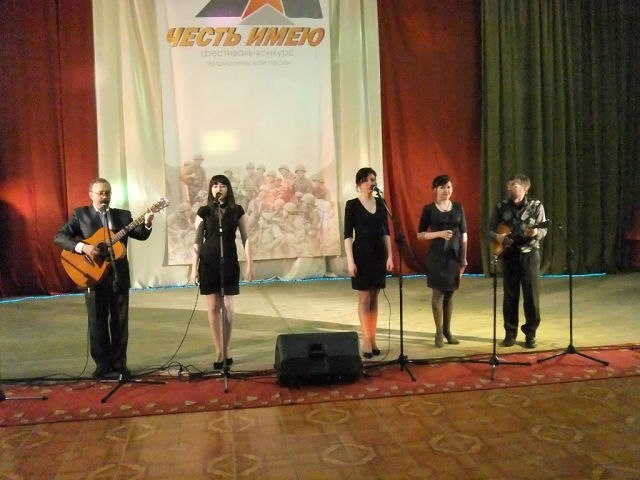 ЧЕСТЬ ИМЕЮ
фестиваль-конкурс
патриотической песни